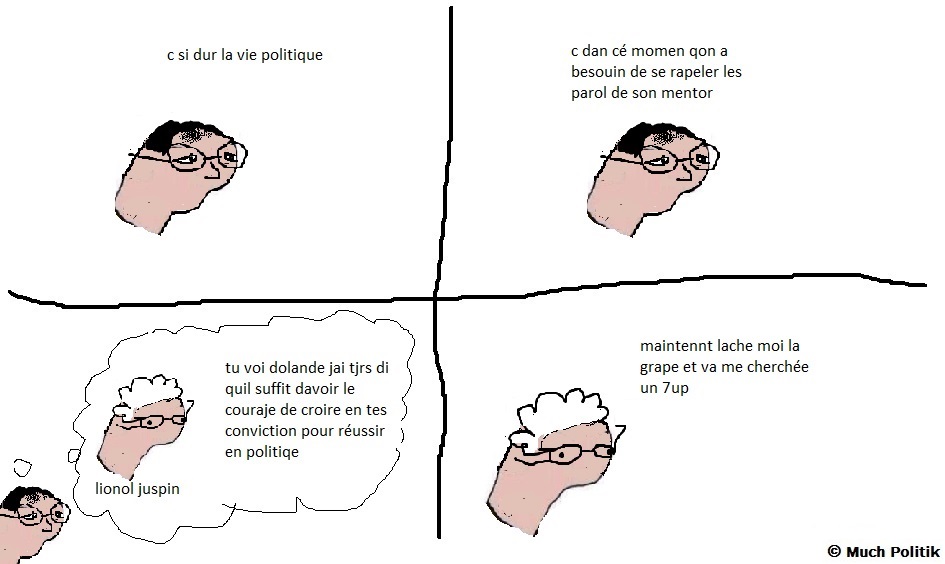 c si dur la vie politique
c dan cé momen qon a
besouin de se rapeler les
parol de son mentor
tu voi dolande jai tjrs di
quil suffit davoir le
couraje de croire en tes
conviction pour réussir
en politiqe
lionol juspin
maintennt lache moi la
grape et va me cherchée
un 7up
© Much Politik